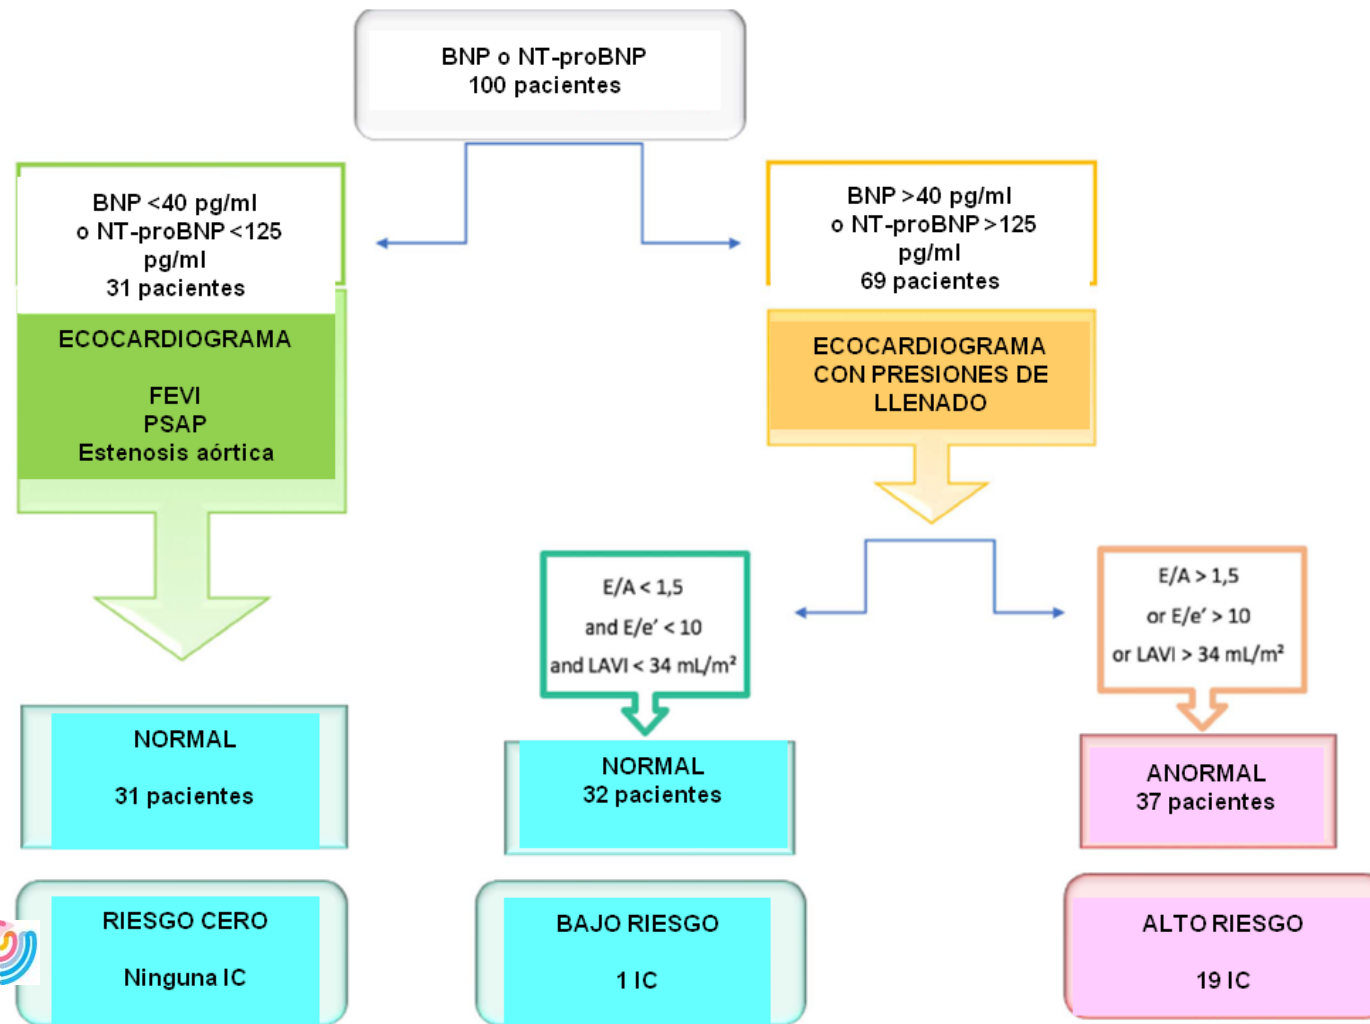 BNP o NT-proBNP
100 pacientes
BNP <40 pg/ml
o NT-proBNP <125
pg/ml
31 pacientes
BNP >40 pg/ml
o NT-proBNP >125
pg/ml
69 pacientes
ECOCARDIOGRAMA
FEVI
PSAP
Estenosis aórtica
ECOCARDIOGRAMA
CON PRESIONES DE
LLENADO
E/A < 1,5
and E/e' < 10
and LAVI < 34 mL/m²
E/A > 1,5
or E/e' > 10
or LAVI > 34 mL/m²
NORMAL
31 pacientes
NORMAL
32 pacientes
ANORMAL
37 pacientes
RIESGO CERO
Ninguna IC
BAJO RIESGO
1 IC
ALTO RIESGO
19 IC